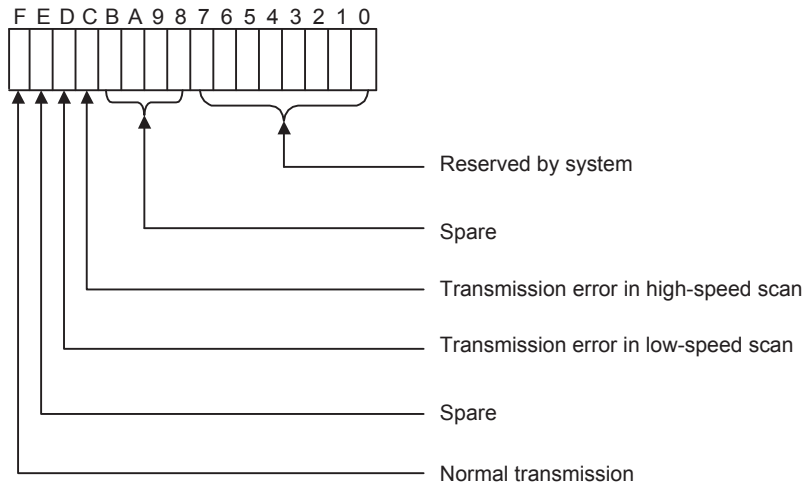 F E D C B A 9 8 7 6 5 4 3 2 1 0
Reserved by system
Spare
Transmission error in high-speed scan
Transmission error in low-speed scan
Spare
Normal transmission